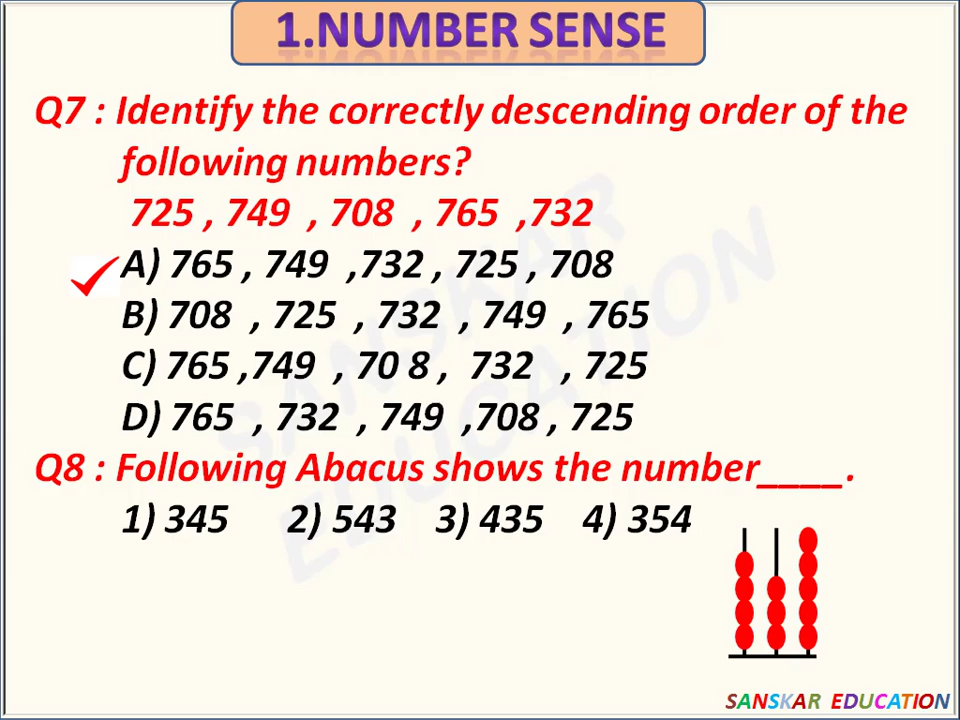 1.NUMBER SENSE
Q7 : Identify the correctly descending order of the
following numbers?
725 , 749 , 708 , 765 ,732
A) 765 , 749 ,732 , 725 , 708
B) 708 , 725 , 732 , 749 , 765
C) 765 ,749 , 70 8 , 732 , 725
D) 765 , 732 , 749 ,708 , 725
Q8 : Following Abacus shows the number____.
1) 345 2) 543 3) 435 4) 354
SANSKAR EDUCATION
SANSKAR
EDUCATION